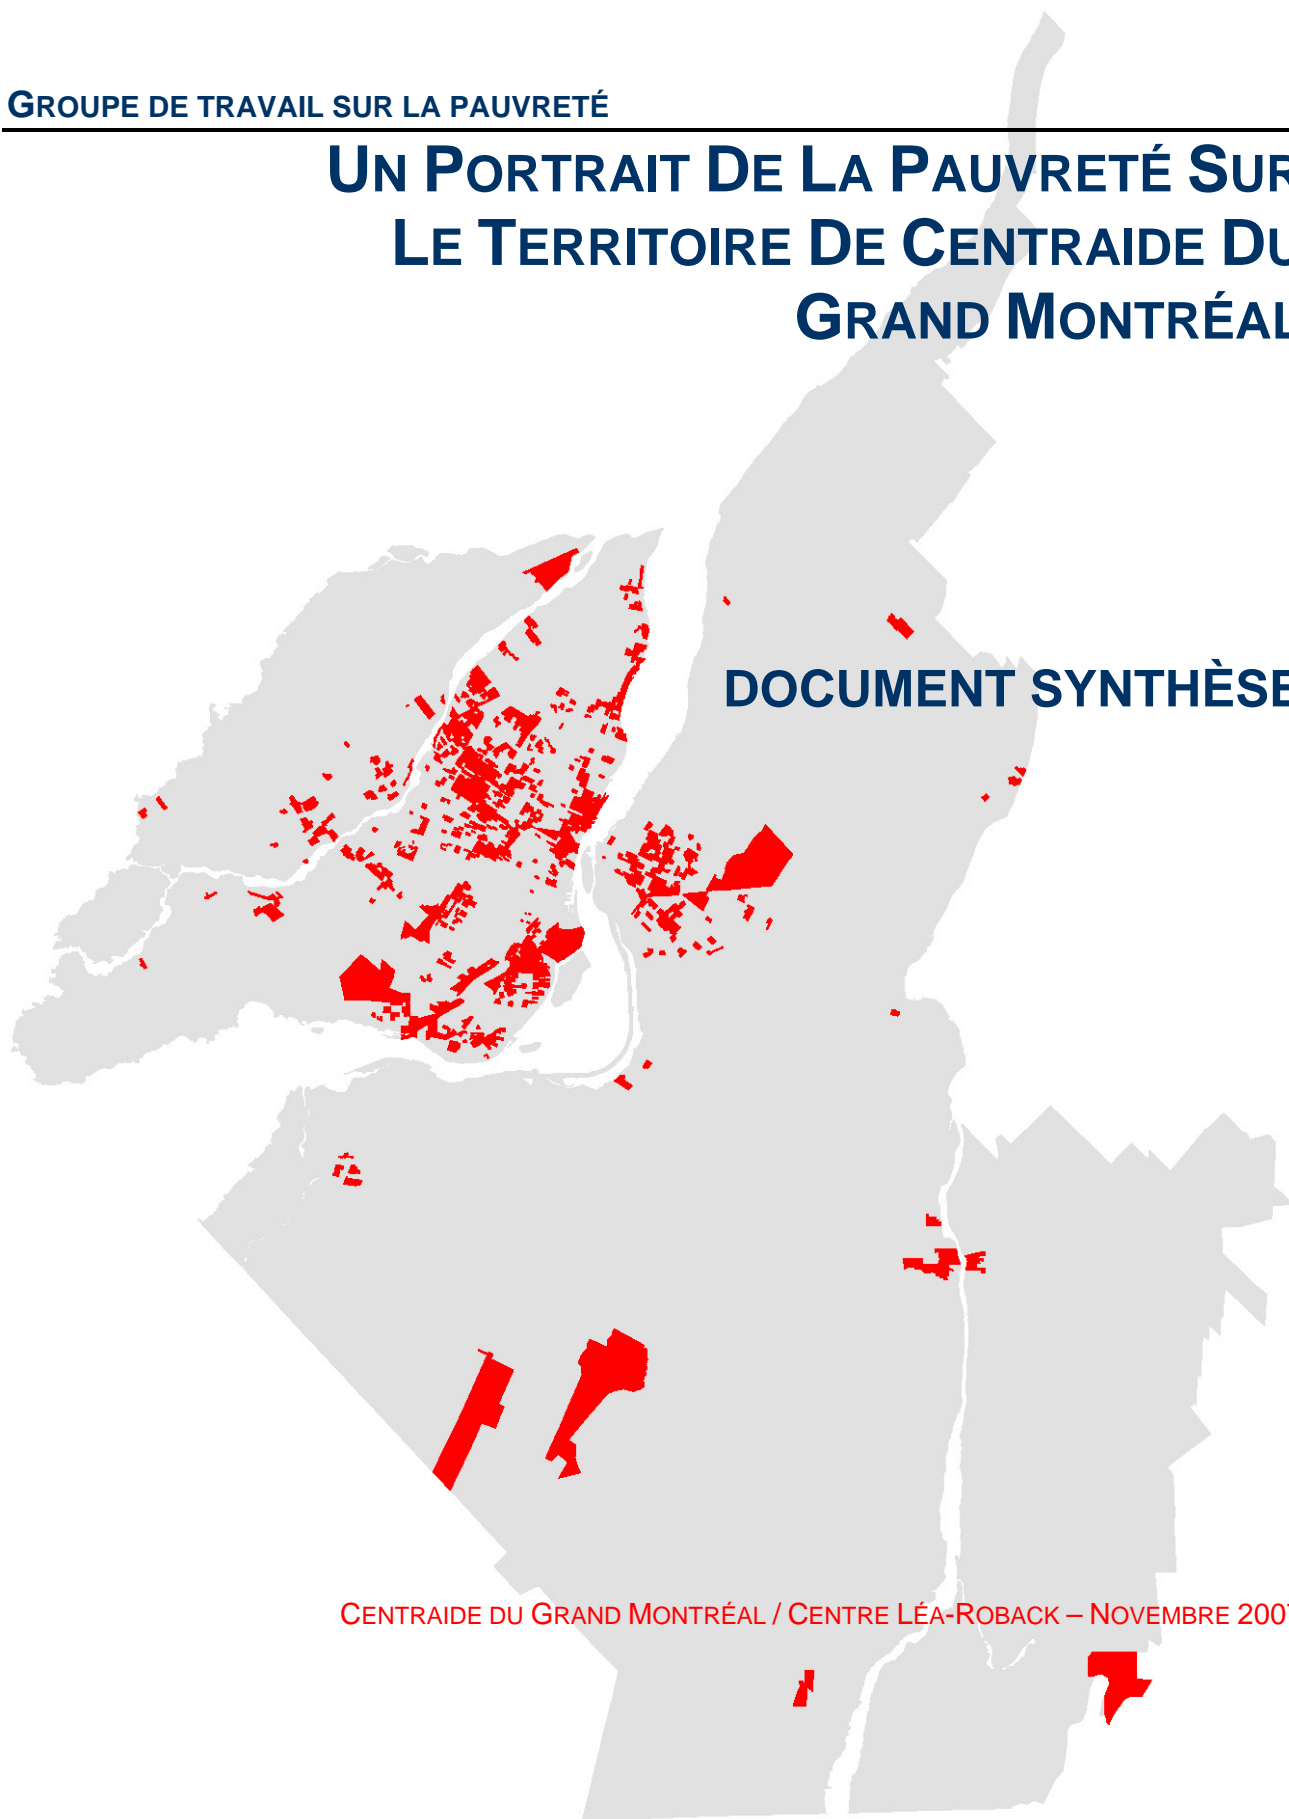 GROUPE DE TRAVAIL SUR LA PAUVRETÉ
UN PORTRAIT DE LA PAUVRETÉ SUR
LE TERRITOIRE DE CENTRAIDE DU
GRAND MONTRÉAL
DOCUMENT SYNTHÈSE
CENTRAIDE DU GRAND MONTRÉAL / CENTRE LÉA-ROBACK – NOVEMBRE 2007